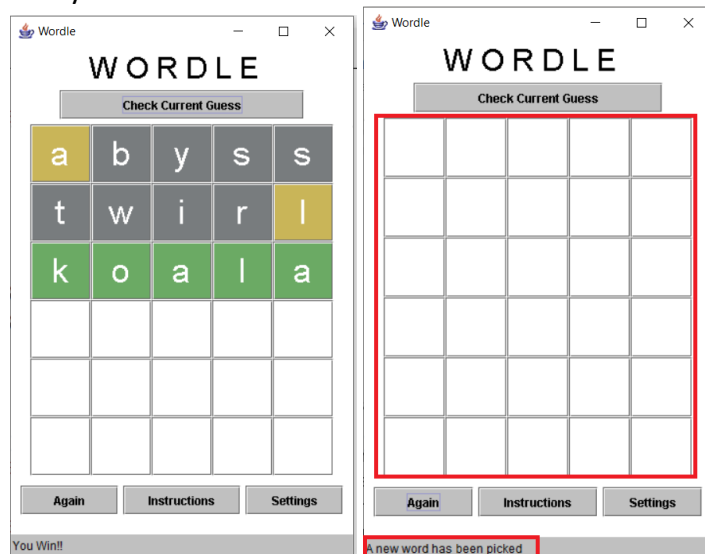 Wordle
WORDLE
Check Current Guess
a b y s s
t w i r l
k o a l a
Again Instructions Settings
You Win!!
Wordle
WORDLE
Check Current Guess
Again Instructions Settings
A new word has been picked